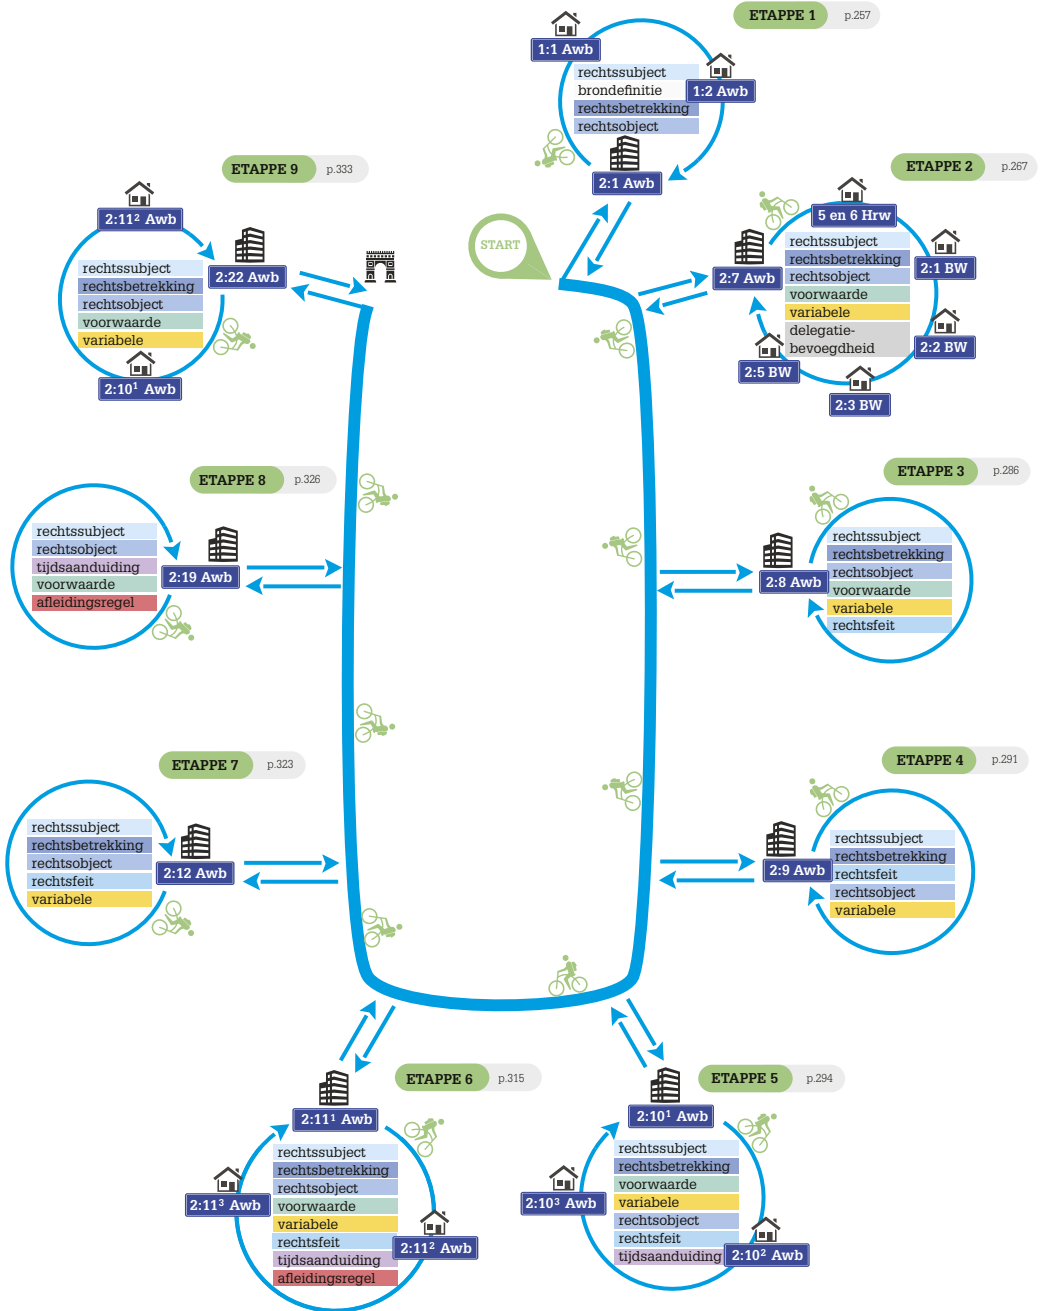 ETAPPE 1 p.257
1:1 Awb
rechtssubject
brondefinitie
rechtsbetrekking
rechtsobject
1:2 Awb
2:1 Awb
START
ETAPPE 2 p.267
5 en 6 Hrw
2:7 Awb
rechtssubject
rechtsbetrekking
rechtsobject
voorwaarde
variabele
delegatie-
bevoegdheid
2:1 BW
2:2 BW
2:3 BW
2:5 BW
ETAPPE 3 p.286
2:8 Awb
rechtssubject
rechtsbetrekking
rechtsobject
voorwaarde
variabele
rechtsfeit
ETAPPE 4 p.291
2:9 Awb
rechtssubject
rechtsbetrekking
rechtsfeit
rechtsobject
variabele
ETAPPE 5 p.294
2:10¹ Awb
rechtssubject
rechtsbetrekking
voorwaarde
variabele
rechtsobject
rechtsfeit
tijdsaanduiding
2:10² Awb
2:10³ Awb
ETAPPE 6 p.315
2:11¹ Awb
rechtssubject
rechtsbetrekking
rechtsobject
voorwaarde
variabele
rechtsfeit
tijdsaanduiding
afleidingsregel
2:11² Awb
2:11³ Awb
ETAPPE 7 p.323
rechtssubject
rechtsbetrekking
rechtsobject
rechtsfeit
variabele
2:12 Awb
ETAPPE 8 p.326
rechtssubject
rechtsobject
tijdsaanduiding
voorwaarde
afleidingsregel
2:19 Awb
ETAPPE 9 p.333
2:11² Awb
2:22 Awb
rechtssubject
rechtsbetrekking
rechtsobject
voorwaarde
variabele
2:10¹ Awb